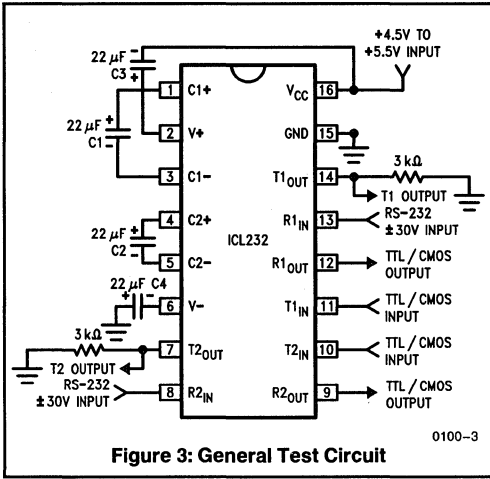 +4.5V TO
+5.5V INPUT
22 μF
C3
-
+
1 C1+
VCC 16
22 μF
+
-
C1
2 V+
GND 15
3 C1-
T1OUT 14
3 kΩ
T1 OUTPUT
4 C2+
R1IN 13
RS-232
±30V INPUT
22 μF
+
-
C2
ICL232
5 C2-
R1OUT 12
TTL/CMOS
OUTPUT
22 μF C4
+ -
6 V-
T1IN 11
TTL/CMOS
INPUT
3 kΩ
7 T2OUT
T2IN 10
TTL/CMOS
INPUT
T2 OUTPUT
RS-232
±30V INPUT
8 R2IN
R2OUT 9
TTL/CMOS
OUTPUT
0100-3
Figure 3: General Test Circuit